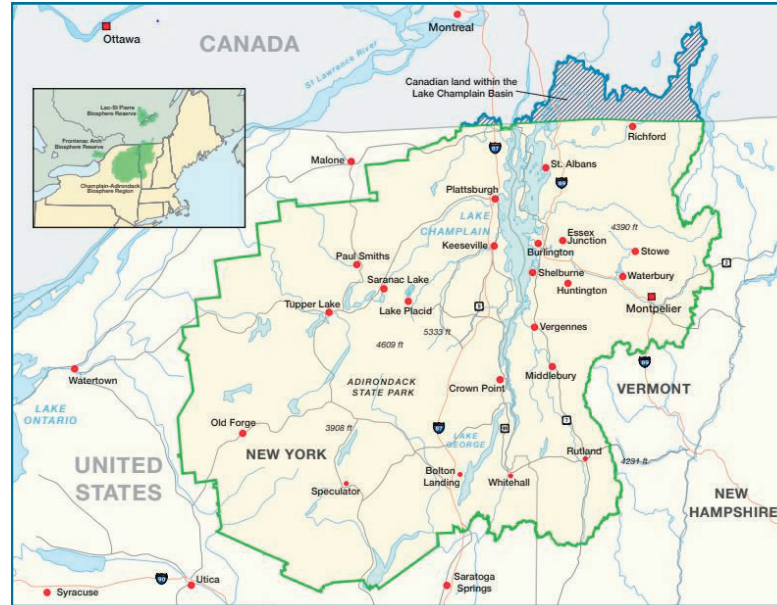 Ottawa
CANADA
Montreal
St Lawrence River
Canadian land within the
Lake Champlain Basin
Lac-St Pierre
Biosphere Reserve
Frontenac Arch
Biosphere Reserve
Champlain-Adirondack
Biosphere Region
Richford
Malone
87
St. Albans
89
Plattsburgh
LAKE
CHAMPLAIN
Keeseville
Essex
Junction
4390 ft
Burlington
Stowe
Paul Smiths
Saranac Lake
Shelburne
Waterbury
2
Huntington
Lake Placid
Tupper Lake
Montpelier
5333 ft
Vergennes
4609 ft
Watertown
Middlebury
89
ADIRONDACK
STATE PARK
Crown Point
VERMONT
LAKE
ONTARIO
Old Forge
3908 ft
87
LAKE
GEORGE
NEW YORK
Rutland
4231 ft
UNITED
STATES
Bolton
Landing
Speculator
Whitehall
NEW
HAMPSHIRE
Saratoga
Springs
90
Utica
Syracuse